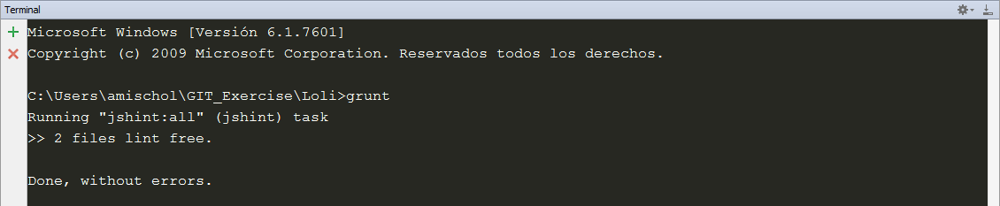 Terminal
Microsoft Windows [Versión 6.1.7601]
Copyright (c) 2009 Microsoft Corporation. Reservados todos los derechos.
C:\Users\amischol\GIT_Exercise\Loli>grunt
Running "jshint:all" (jshint) task
>> 2 files lint free.
Done, without errors.